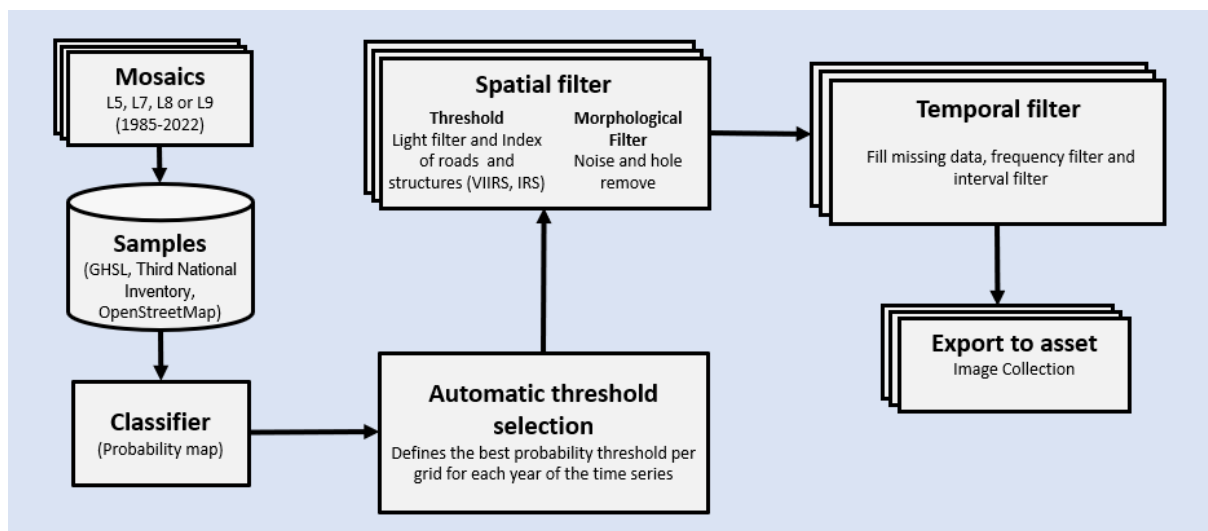 Mosaics
L5, L7, L8 or L9
(1985-2022)
Samples
(GHSL, Third National
Inventory,
OpenStreetMap)
Classifier
(Probability map)
Automatic threshold
selection
Defines the best probability threshold per
grid for each year of the time series
Spatial filter
Threshold
Light filter and Index
of roads and
structures (VIIRS, IRS)
Morphological
Filter
Noise and hole
remove
Temporal filter
Fill missing data, frequency filter and
interval filter
Export to asset
Image Collection